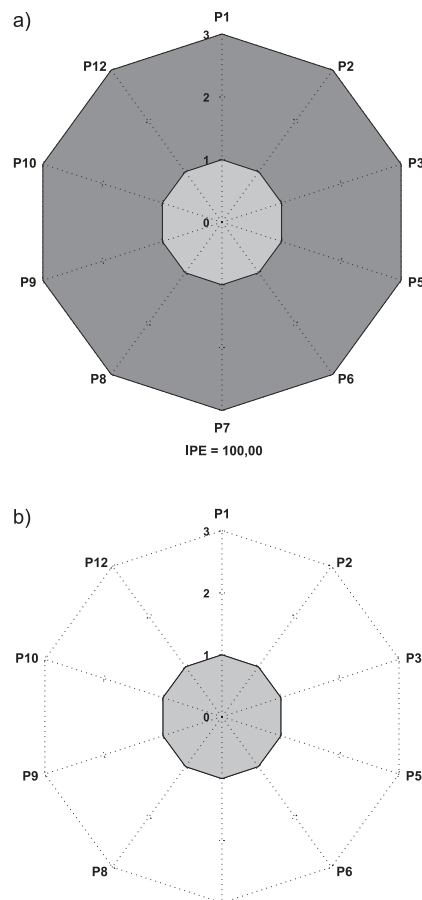 a)
P1
3
P12 P2
2
P10 1 P3
0
P9 P5
P8 P6
P7
IPE = 100,00
b)
P1
3
P12 P2
2
P10 1 P3
0
P9 P5
P8 P6